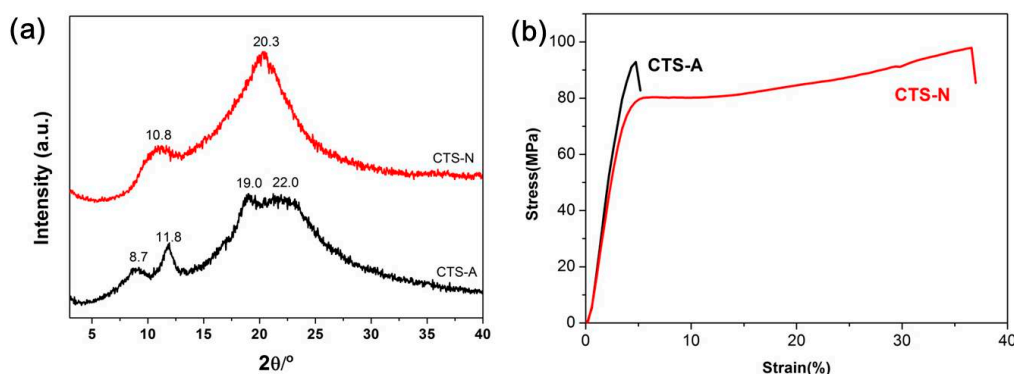 (a)
20.3
10.8
CTS-N
19.0 22.0
11.8
8.7
CTS-A
Intensity (a.u.)
5 10 15 20 25 30 35 40
2θ/º
(b)
100
80
60
40
20
0
CTS-A
CTS-N
Stress(MPa)
0 10 20 30 40
Strain(%)